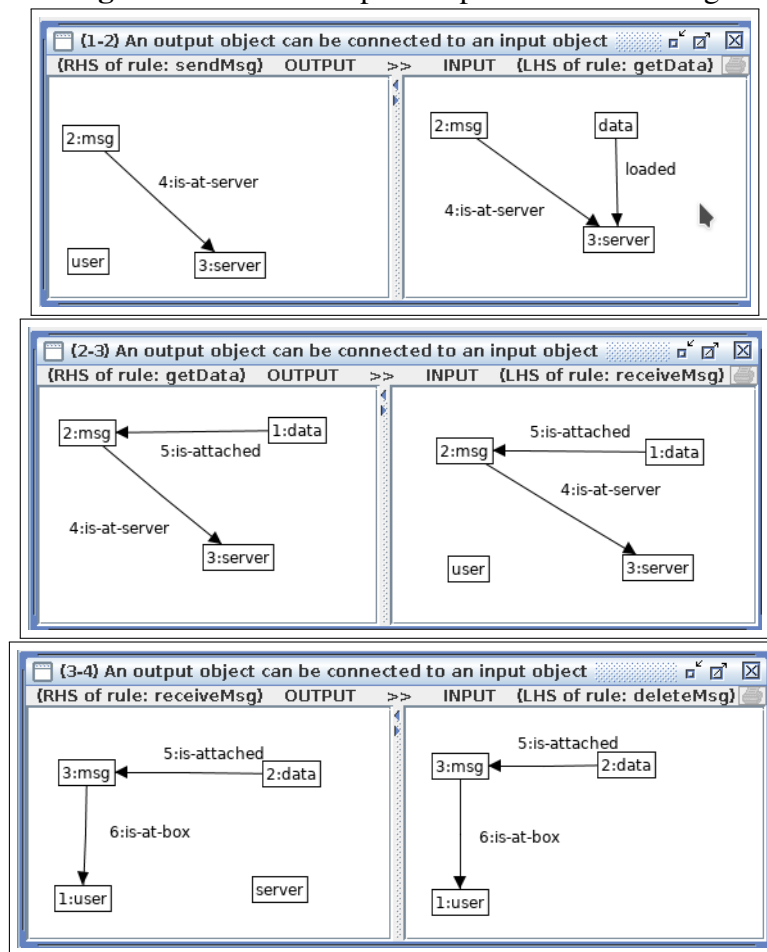 (1-2) An output object can be connected to an input object
(RHS of rule: sendMsg) OUTPUT >> INPUT (LHS of rule: getData)
2:msg
4:is-at-server
user
3:server
2:msg
data
loaded
4:is-at-server
3:server
(2-3) An output object can be connected to an input object
(RHS of rule: getData) OUTPUT >> INPUT (LHS of rule: receiveMsg)
2:msg
1:data
5:is-attached
4:is-at-server
3:server
5:is-attached
2:msg
1:data
4:is-at-server
user
3:server
(3-4) An output object can be connected to an input object
(RHS of rule: receiveMsg) OUTPUT >> INPUT (LHS of rule: deleteMsg)
5:is-attached
3:msg
2:data
6:is-at-box
1:user
server
5:is-attached
3:msg
2:data
6:is-at-box
1:user